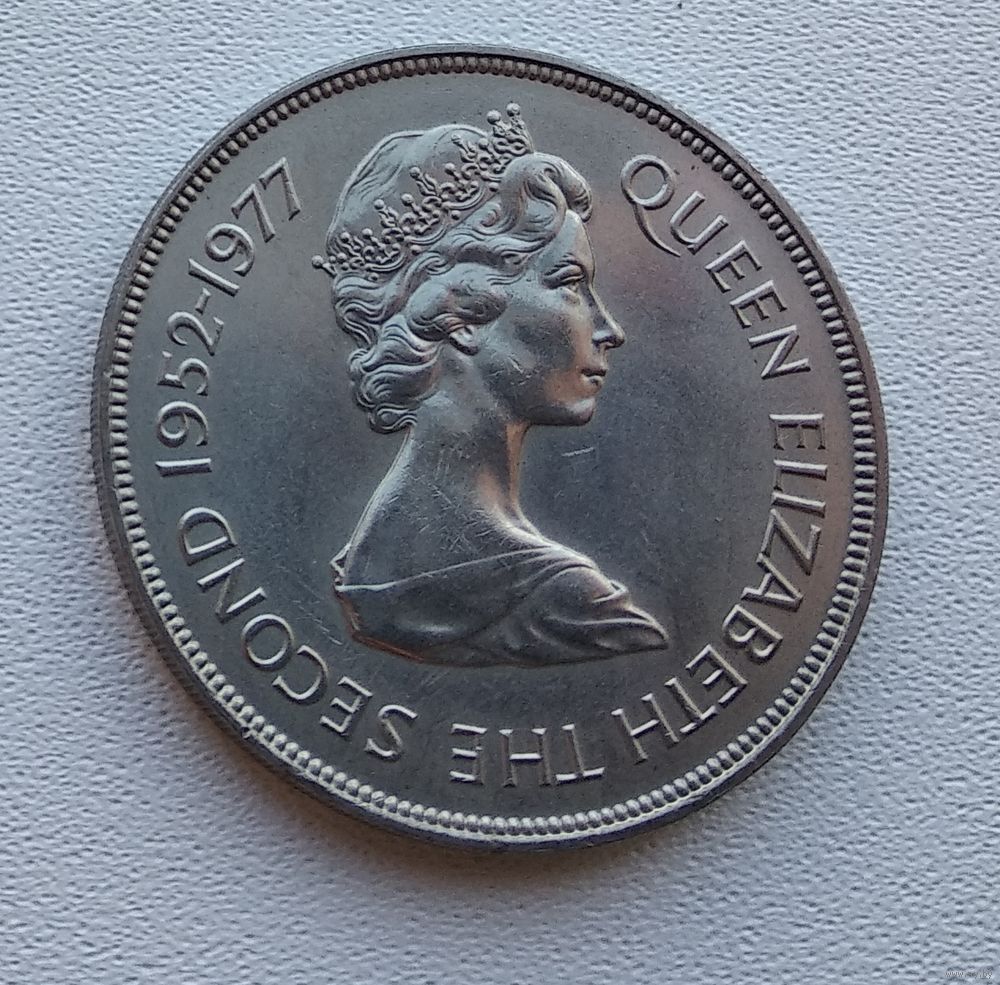 QUEEN ELIZABETH THE SECOND 1952-1977